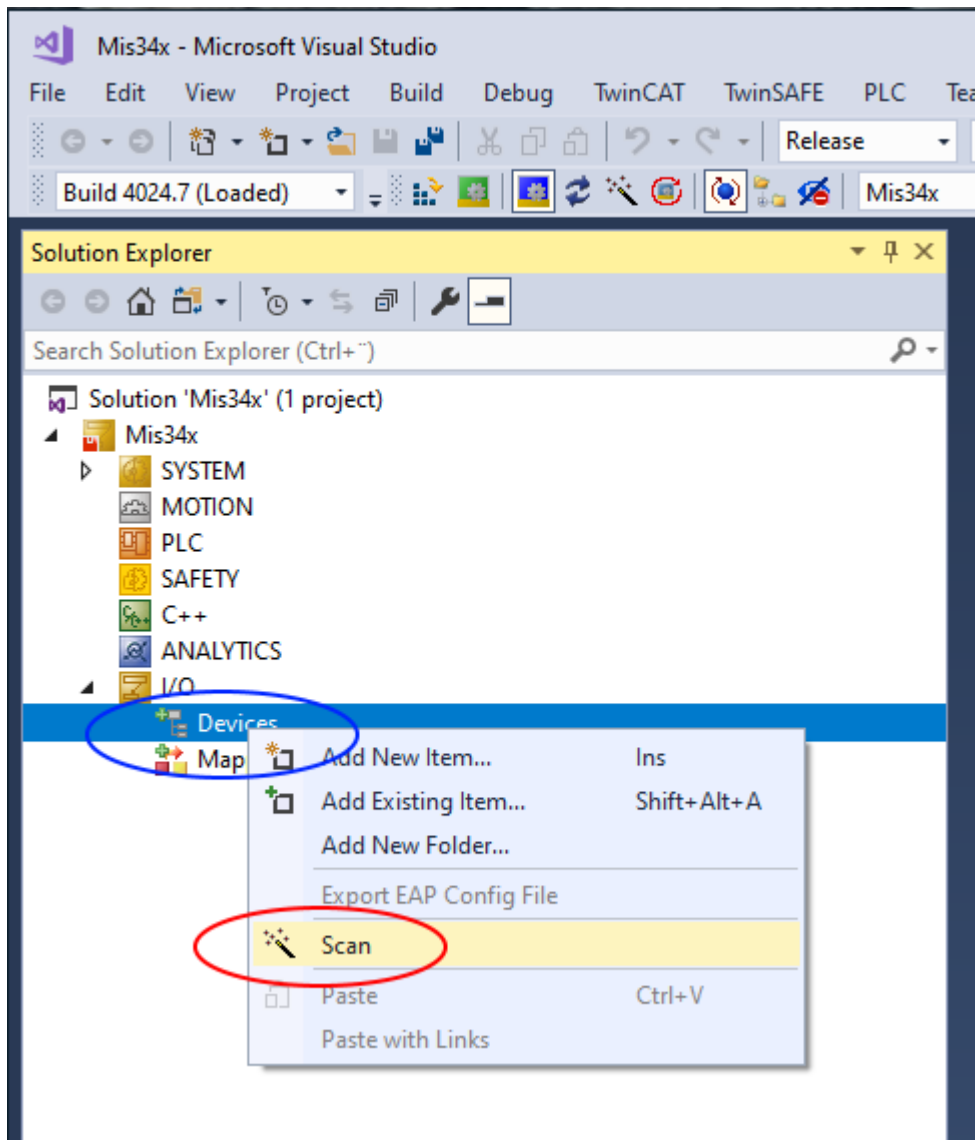 Mis34x - Microsoft Visual Studio
File Edit View Project Build Debug TwinCAT TwinSAFE PLC Tea
Release
Build 4024.7 (Loaded) Mis34x
Solution Explorer
Search Solution Explorer (Ctrl+¨)
Solution 'Mis34x' (1 project)
Mis34x
SYSTEM
MOTION
PLC
SAFETY
C++
ANALYTICS
I/O
Devices
Map
Add New Item... Ins
Add Existing Item... Shift+Alt+A
Add New Folder...
Export EAP Config File
Scan
Paste Ctrl+V
Paste with Links